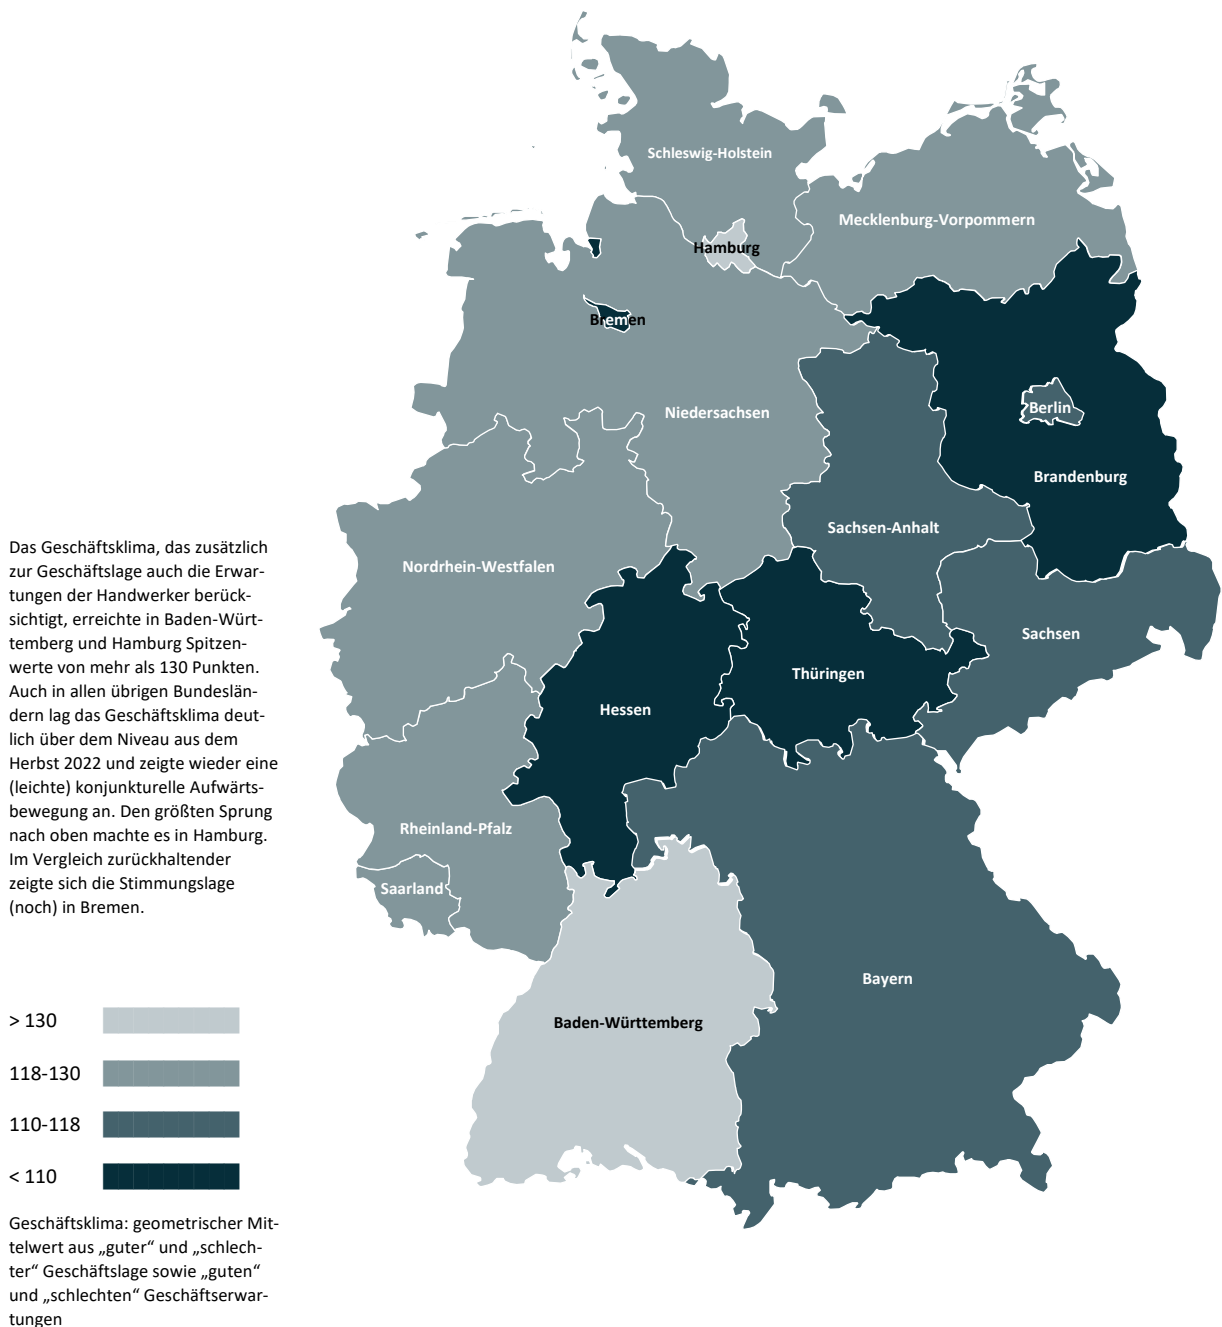 Schleswig-Holstein
Mecklenburg-Vorpommern
Hamburg
Bremen
Berlin
Niedersachsen
Brandenburg
Sachsen-Anhalt
Nordrhein-Westfalen
Sachsen
Thüringen
Hessen
Rheinland-Pfalz
Saarland
Bayern
Baden-Württemberg
Das Geschäftsklima, das zusätzlich
zur Geschäftslage auch die Erwar-
tungen der Handwerker berück-
sichtigt, erreichte in Baden-Würt-
temberg und Hamburg Spitzen-
werte von mehr als 130 Punkten.
Auch in allen übrigen Bundeslän-
dern lag das Geschäftsklima deut-
lich über dem Niveau aus dem
Herbst 2022 und zeigte wieder eine
(leichte) konjunkturelle Aufwärts-
bewegung an. Den größten Sprung
nach oben machte es in Hamburg.
Im Vergleich zurückhaltender
zeigte sich die Stimmungslage
(noch) in Bremen.
> 130
118-130
110-118
< 110
Geschäftsklima: geometrischer Mit-
telwert aus „guter“ und „schlech-
ter“ Geschäftslage sowie „guten“
und „schlechten“ Geschäftserwar-
tungen